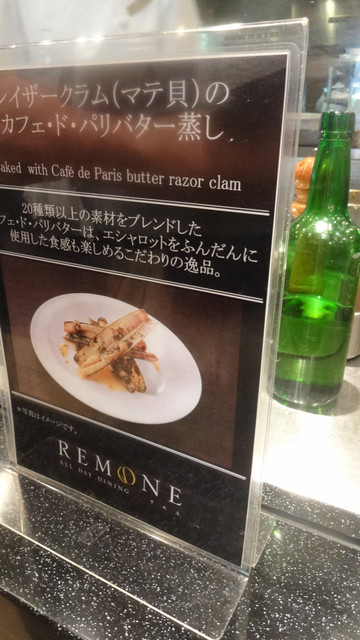 レイザークラム(マテ貝)の
カフェ・ド・パリバター蒸し
aked with Café de Paris butter razor clam
20種類以上の素材をブレンドした
フェ・ド・パリバターは、エシャロットをふんだんに
使用した食感も楽しめるこだわりの逸品。
※写真はイメージです。
REMONE
ALL DAY DINING